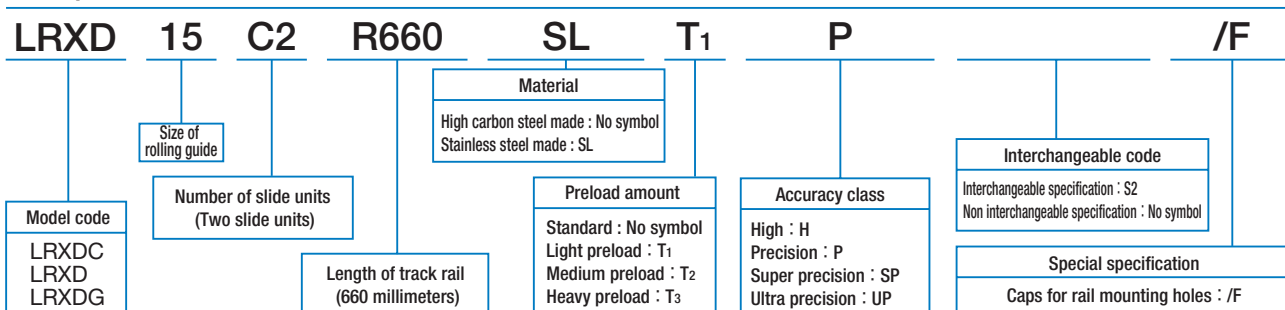 LRXD 15 C2 R660 SL T1 P /F
Material
High carbon steel made : No symbol
Stainless steel made : SL
Size of
rolling guide
Interchangeable code
Interchangeable specification : S2
Non interchangeable specification : No symbol
Number of slide units
(Two slide units)
Preload amount
Standard : No symbol
Light preload : T1
Medium preload : T2
Heavy preload : T3
Accuracy class
High : H
Precision : P
Super precision : SP
Ultra precision : UP
Model code
LRXDC
LRXD
LRXDG
Length of track rail
(660 millimeters)
Special specification
Caps for rail mounting holes : /F